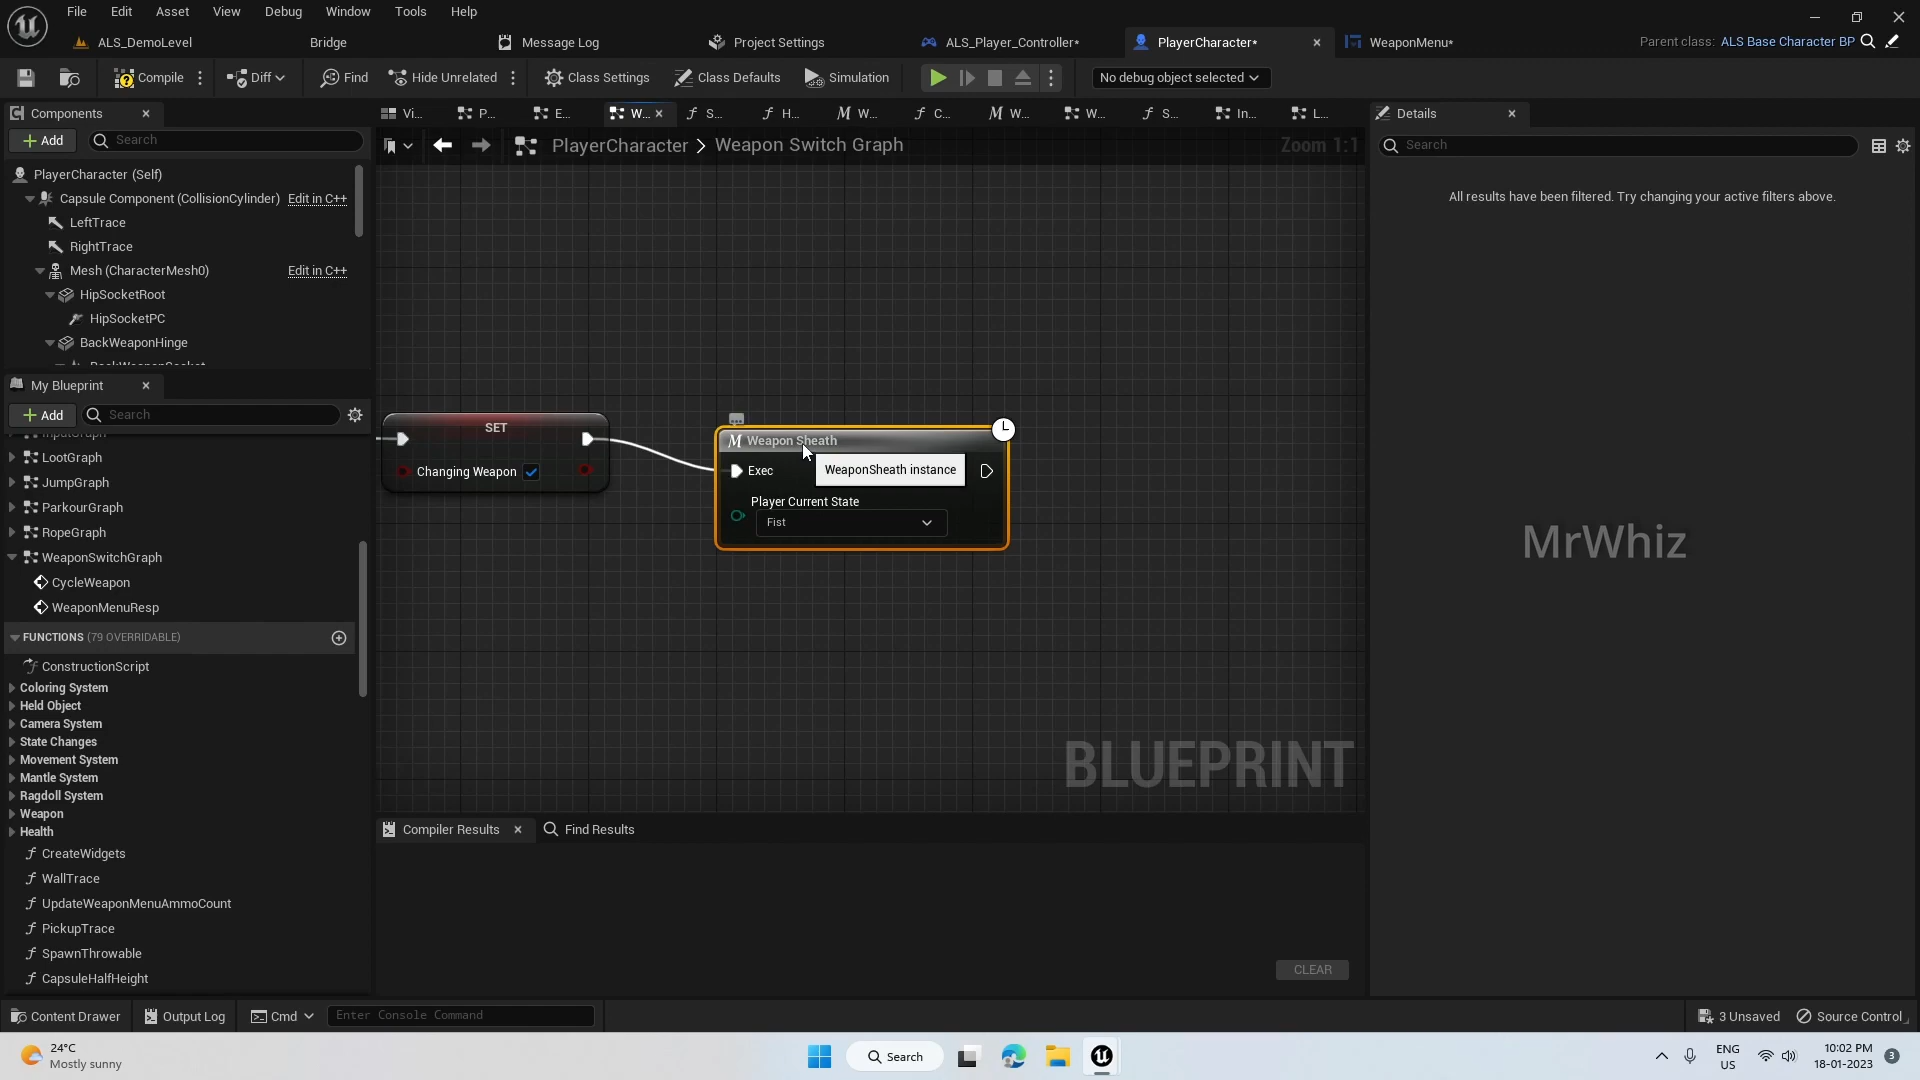 File Edit Asset View Debug Window Tools Help
ALS_DemoLevel Bridge Message Log Project Settings ALS_Player_Controller* PlayerCharacter* WeaponMenu* Parent class: ALS Base Character BP
Compile Diff Find Hide Unrelated Class Settings Class Defaults Simulation No debug object selected
Components Vi... P... E... W... S... H... W... C... W... W... S... In... L... Details
Add Search PlayerCharacter Weapon Switch Graph Zoom 1:1 Search
PlayerCharacter (Self)
Capsule Component (CollisionCylinder) Edit in C++
LeftTrace
RightTrace
Mesh (CharacterMesh0) Edit in C++
HipSocketRoot
HipSocketPC
BackWeaponHinge
BackWeaponSocket
All results have been filtered. Try changing your active filters above.
My Blueprint
Add Search
InputGraph
LootGraph
JumpGraph
ParkourGraph
RopeGraph
WeaponSwitchGraph
CycleWeapon
WeaponMenuResp
FUNCTIONS (79 OVERRIDABLE)
ConstructionScript
Coloring System
Held Object
Camera System
State Changes
Movement System
Mantle System
Ragdoll System
Weapon
Health
CreateWidgets
WallTrace
UpdateWeaponMenuAmmoCount
PickupTrace
SpawnThrowable
CapsuleHalfHeight
SET
Changing Weapon
Weapon Sheath
Exec
WeaponSheath instance
Player Current State
Fist
MrWhiz
BLUEPRINT
Compiler Results Find Results
CLEAR
Content Drawer Output Log Cmd Enter Console Command 3 Unsaved Source Control
24°C
Mostly sunny
Search
ENG
US
10:02 PM
18-01-2023
3